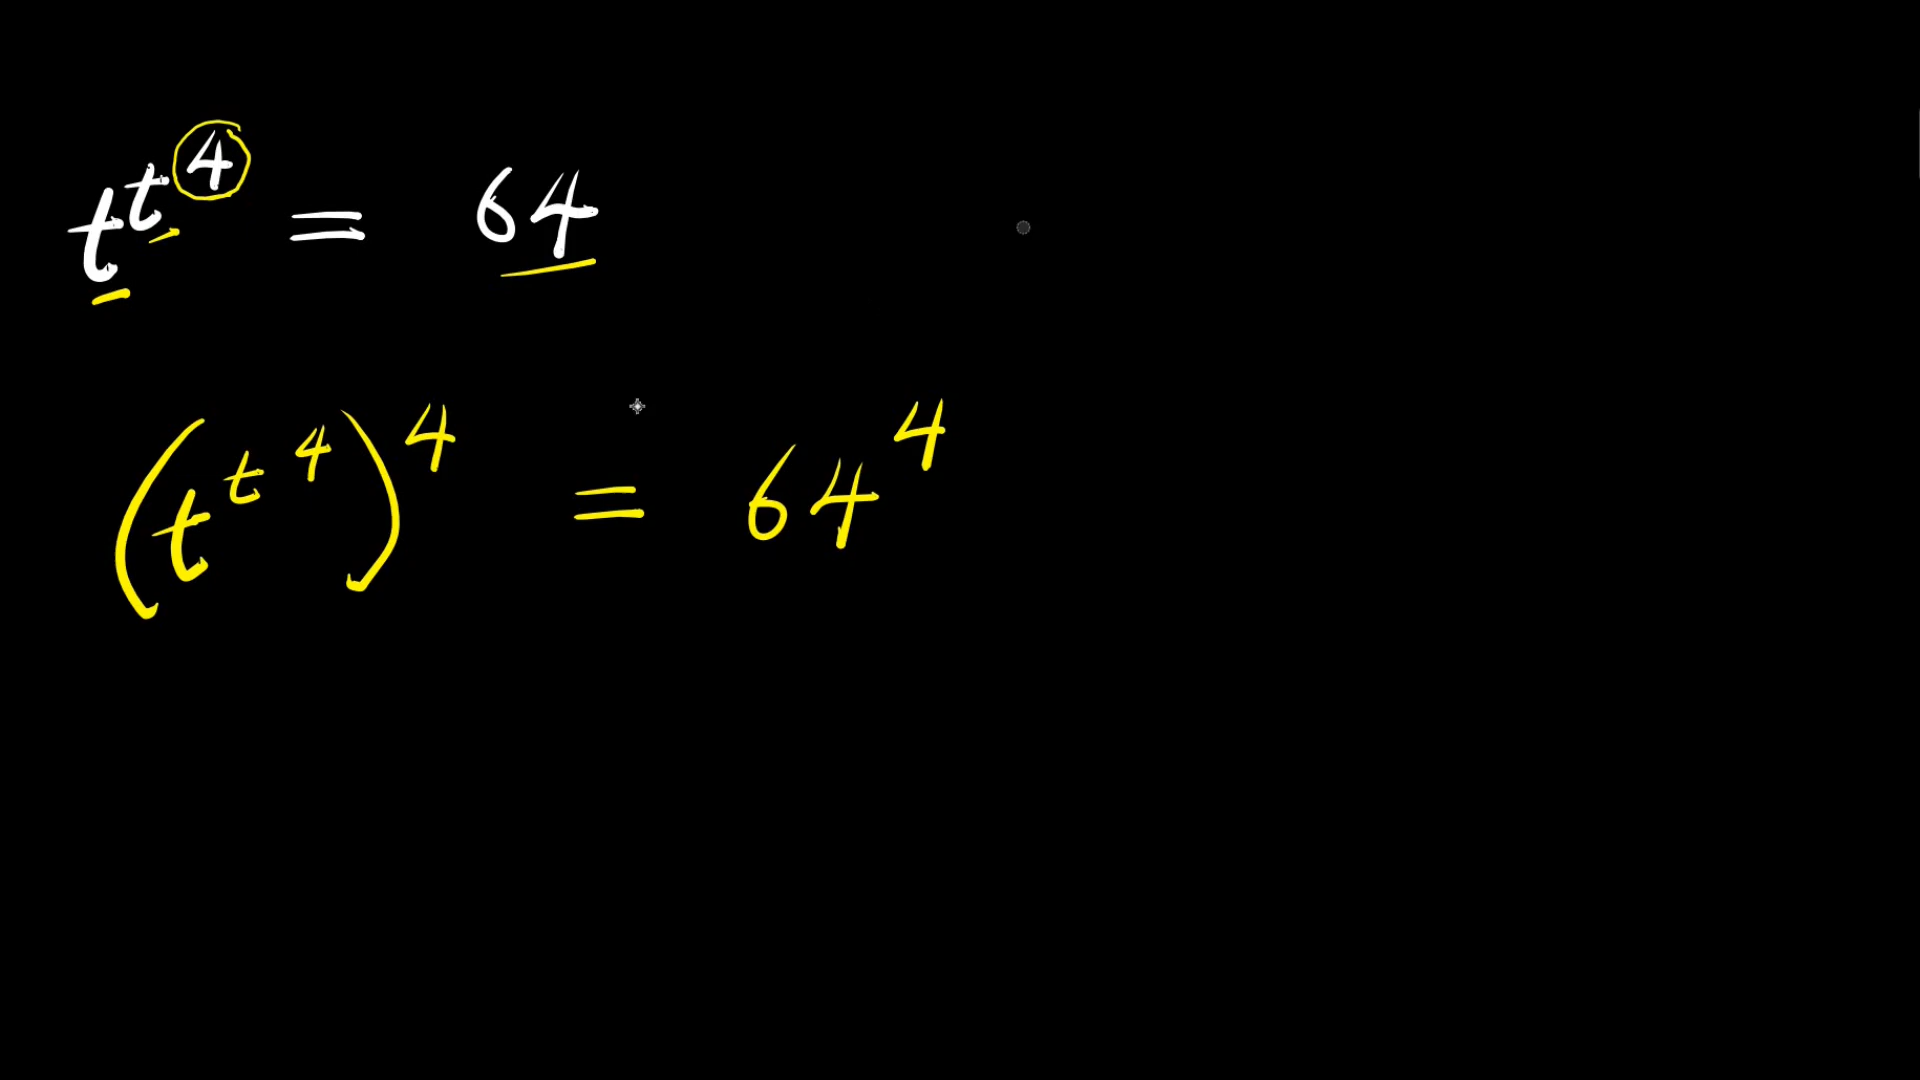 t^{t^4} = 64
(t^{t^4})^4 = 64^4